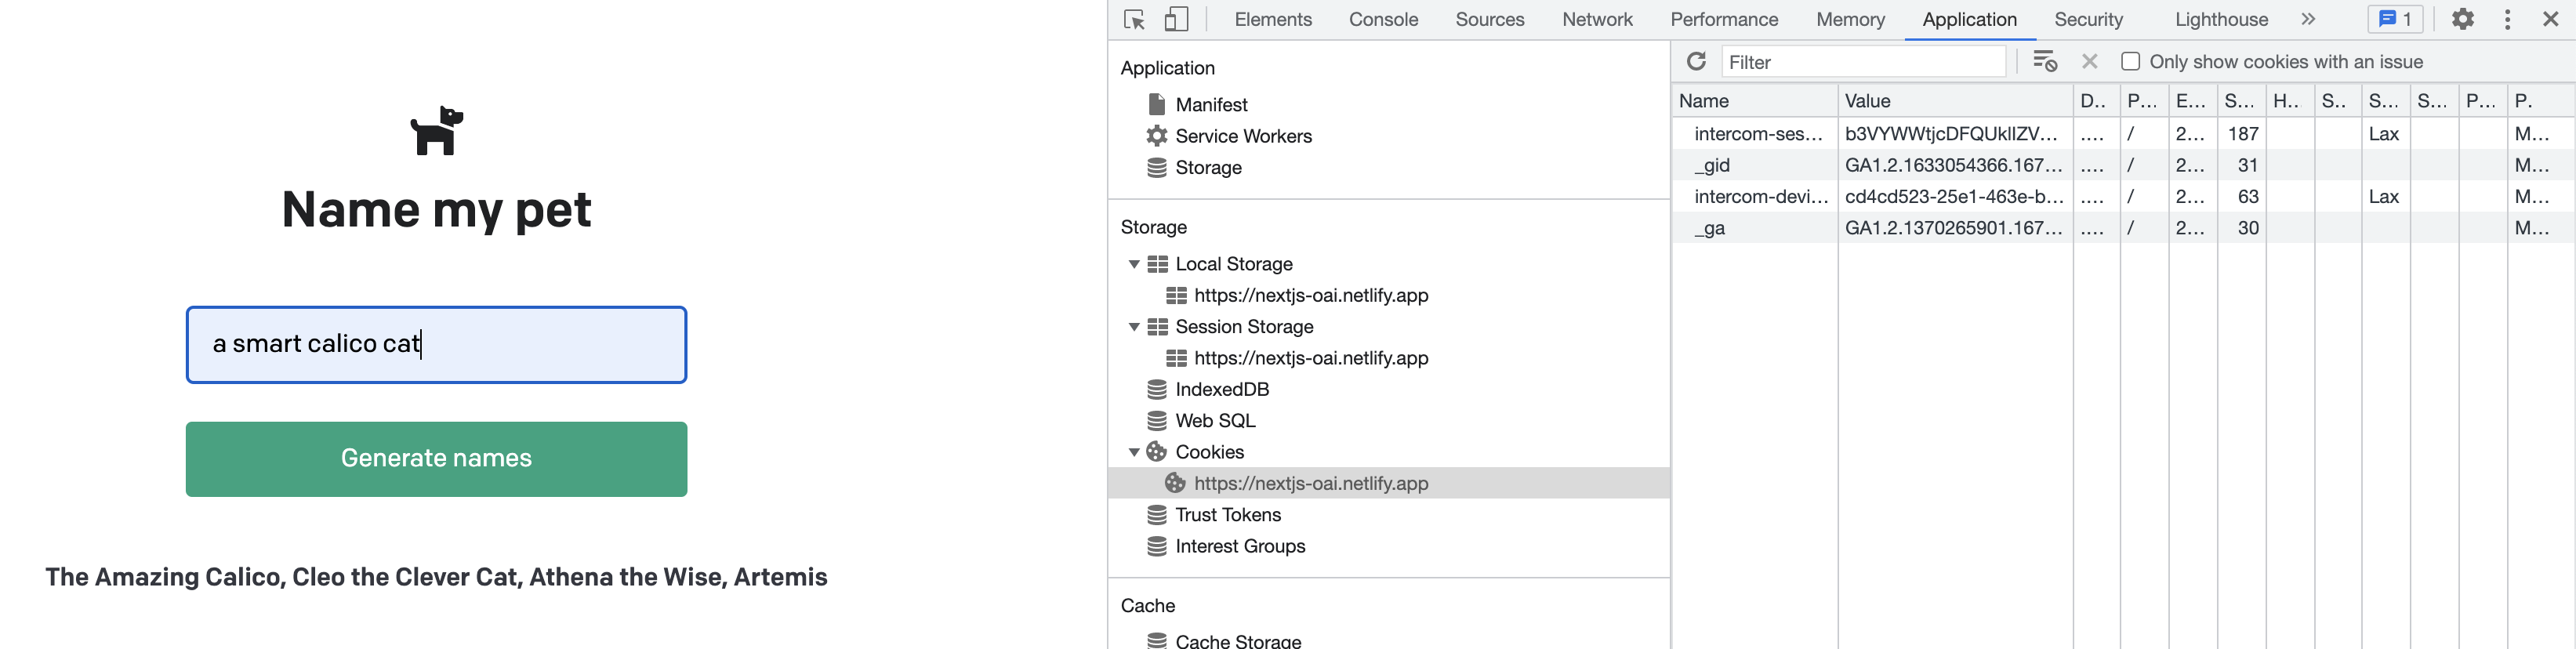 Name my pet
a smart calico cat
Generate names
The Amazing Calico, Cleo the Clever Cat, Athena the Wise, Artemis
Elements Console Sources Network Performance Memory Application Security Lighthouse 1
Application
Manifest
Service Workers
Storage
Storage
Local Storage
https://nextjs-oai.netlify.app
Session Storage
https://nextjs-oai.netlify.app
IndexedDB
Web SQL
Cookies
https://nextjs-oai.netlify.app
Trust Tokens
Interest Groups
Cache
Cache Storage
Filter Only show cookies with an issue
Name Value D... P... E... S... H... S... S... S... P... P.
intercom-ses... b3VYWWtjcDFQUkllZV... .... / 2... 187 Lax M...
_gid GA1.2.1633054366.167... .... / 2... 31 M...
intercom-devi... cd4cd523-25e1-463e-b... .... / 2... 63 Lax M...
_ga GA1.2.1370265901.167... .... / 2... 30 M...